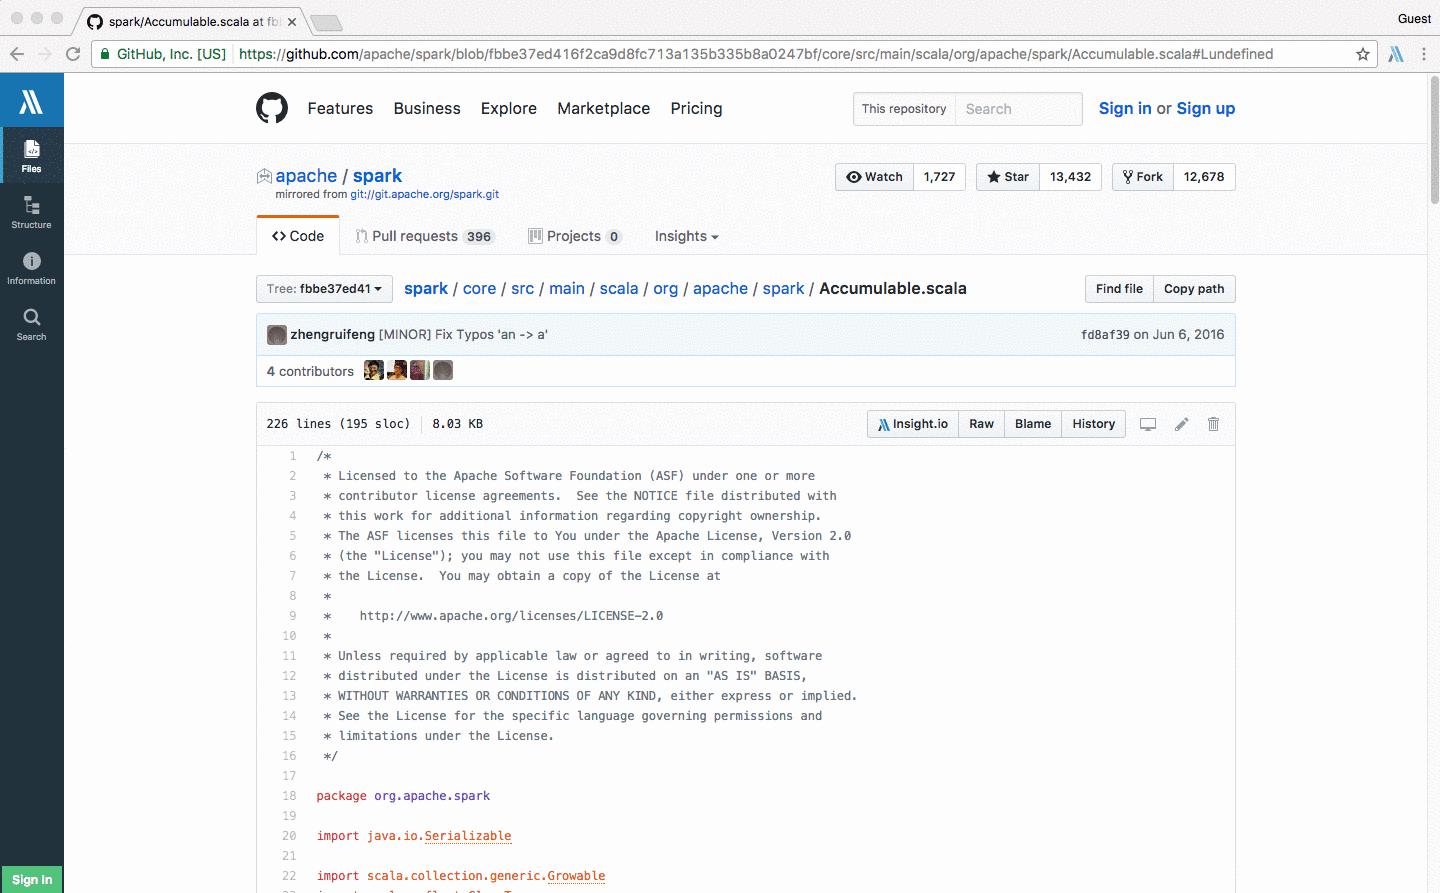 spark/Accumulable.scala at fb
Guest
GitHub, Inc. [US] https://github.com/apache/spark/blob/fbbe37ed416f2ca9d8fc713a135b335b8a0247bf/core/src/main/scala/org/apache/spark/Accumulable.scala#Lundefined
Files
Structure
Information
Search
Sign In
Features Business Explore Marketplace Pricing
This repository Search
Sign in or Sign up
apache / spark
mirrored from git://git.apache.org/spark.git
Watch 1,727 Star 13,432 Fork 12,678
Code Pull requests 396 Projects 0 Insights
Tree: fbbe37ed41 spark / core / src / main / scala / org / apache / spark / Accumulable.scala
Find file Copy path
zhengruifeng [MINOR] Fix Typos 'an -> a'
fd8af39 on Jun 6, 2016
4 contributors
226 lines (195 sloc) 8.03 KB
Insight.io Raw Blame History
1 /*
2 * Licensed to the Apache Software Foundation (ASF) under one or more
3 * contributor license agreements.  See the NOTICE file distributed with
4 * this work for additional information regarding copyright ownership.
5 * The ASF licenses this file to You under the Apache License, Version 2.0
6 * (the "License"); you may not use this file except in compliance with
7 * the License.  You may obtain a copy of the License at
8 *
9 *    http://www.apache.org/licenses/LICENSE-2.0
10 *
11 * Unless required by applicable law or agreed to in writing, software
12 * distributed under the License is distributed on an "AS IS" BASIS,
13 * WITHOUT WARRANTIES OR CONDITIONS OF ANY KIND, either express or implied.
14 * See the License for the specific language governing permissions and
15 * limitations under the License.
16 */
17
18 package org.apache.spark
19
20 import java.io.Serializable
21
22 import scala.collection.generic.Growable